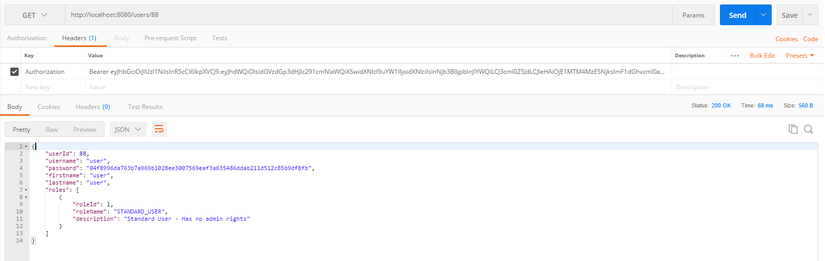 GET http://localhost:8080/users/88 Params Send Save
Authorization Headers (1) Body Pre-request Script Tests Cookies Code
Key Value Description ••• Bulk Edit Presets
Authorization Bearer
New key Value Description
Body Cookies Headers (9) Test Results Status: 200 OK Time: 68 ms Size: 560 B
Pretty Raw Preview JSON
1 {
2 "userId": 88,
3 "username": "user",
4 "password":
5 "firstname": "user",
6 "lastname": "user",
7 "roles": [
8 {
9 "roleId": 1,
10 "roleName": "STANDARD_USER",
11 "description": "Standard User - Has no admin rights"
12 }
13 ]
14 }